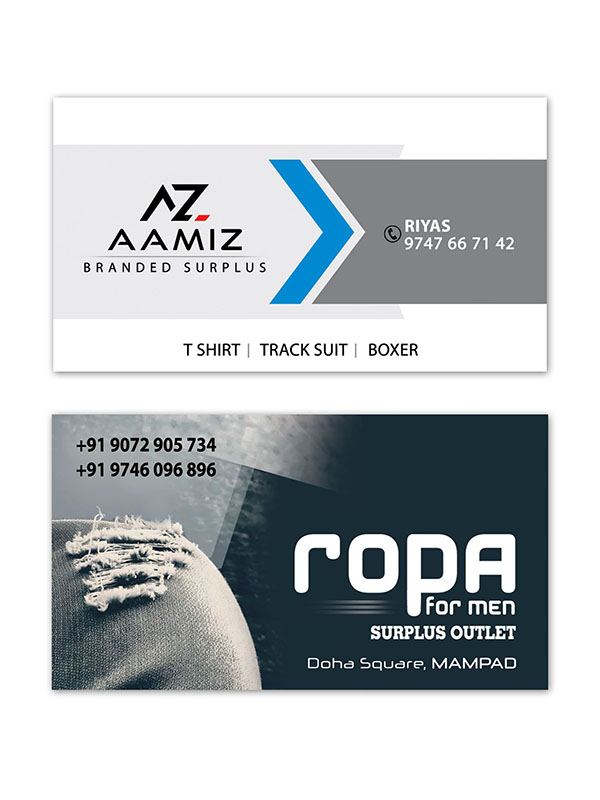 AZ
AAMIZ
BRANDED SURPLUS
RIYAS
9747 66 71 42
T SHIRT | TRACK SUIT | BOXER
+91 9072 905 734
+91 9746 096 896
ropa
for men
SURPLUS OUTLET
Doha Square, MAMPAD